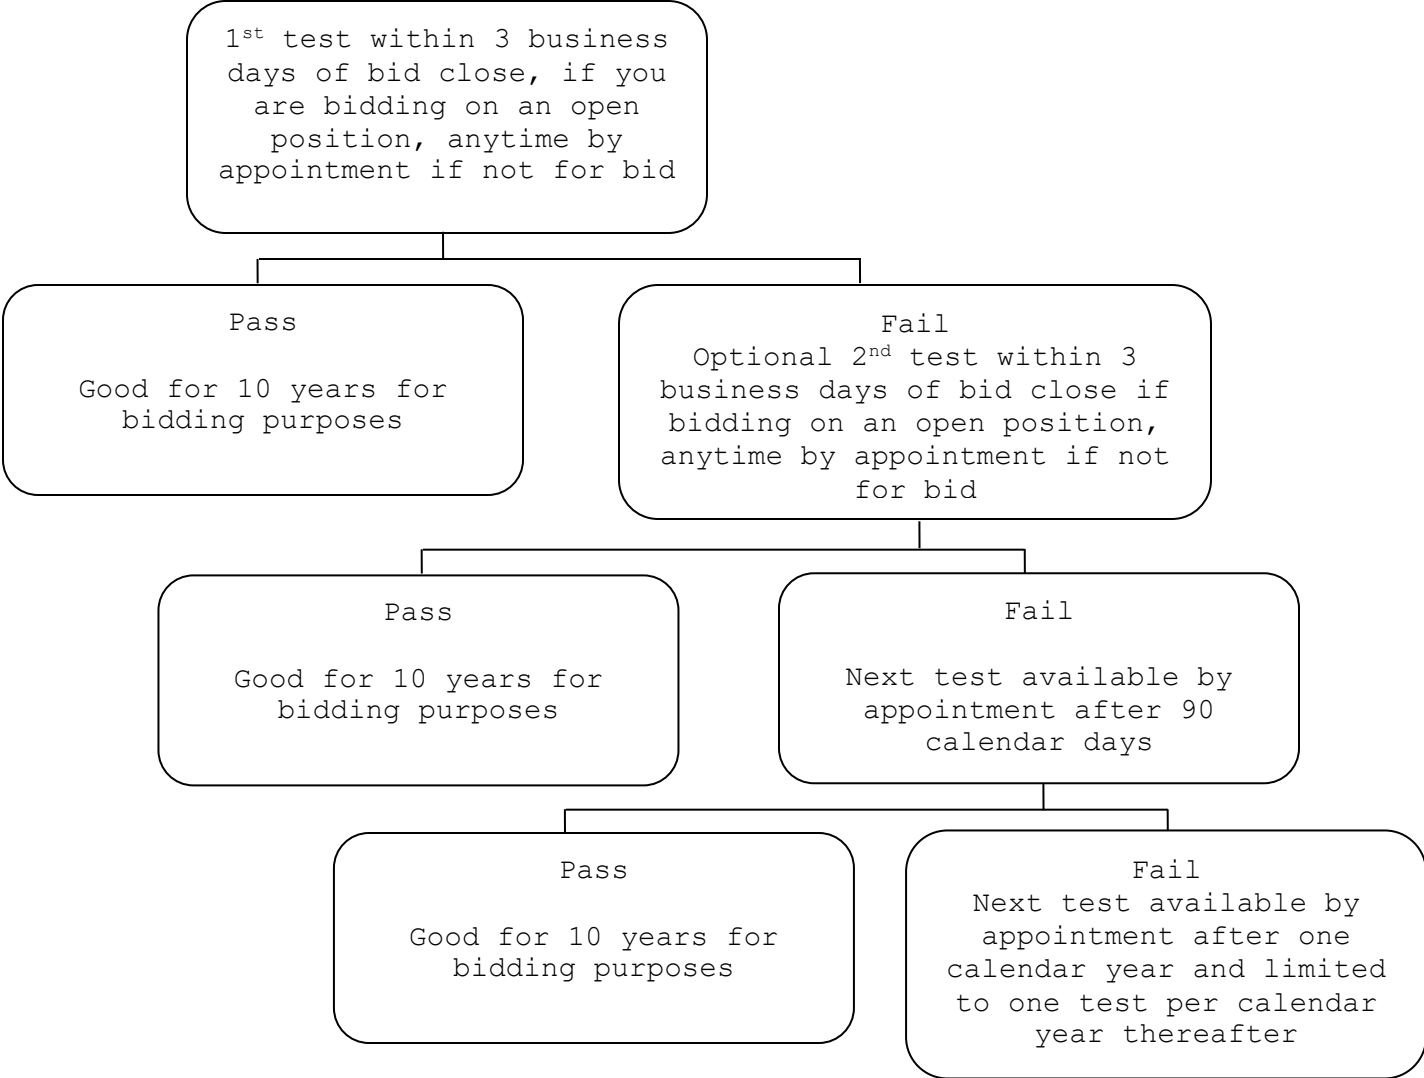 1st test within 3 business
days of bid close, if you
are bidding on an open
position, anytime by
appointment if not for bid
Pass
Good for 10 years for
bidding purposes
Fail
Optional 2nd test within 3
business days of bid close if
bidding on an open position,
anytime by appointment if not
for bid
Pass
Good for 10 years for
bidding purposes
Fail
Next test available by
appointment after 90
calendar days
Pass
Good for 10 years for
bidding purposes
Fail
Next test available by
appointment after one
calendar year and limited
to one test per calendar
year thereafter